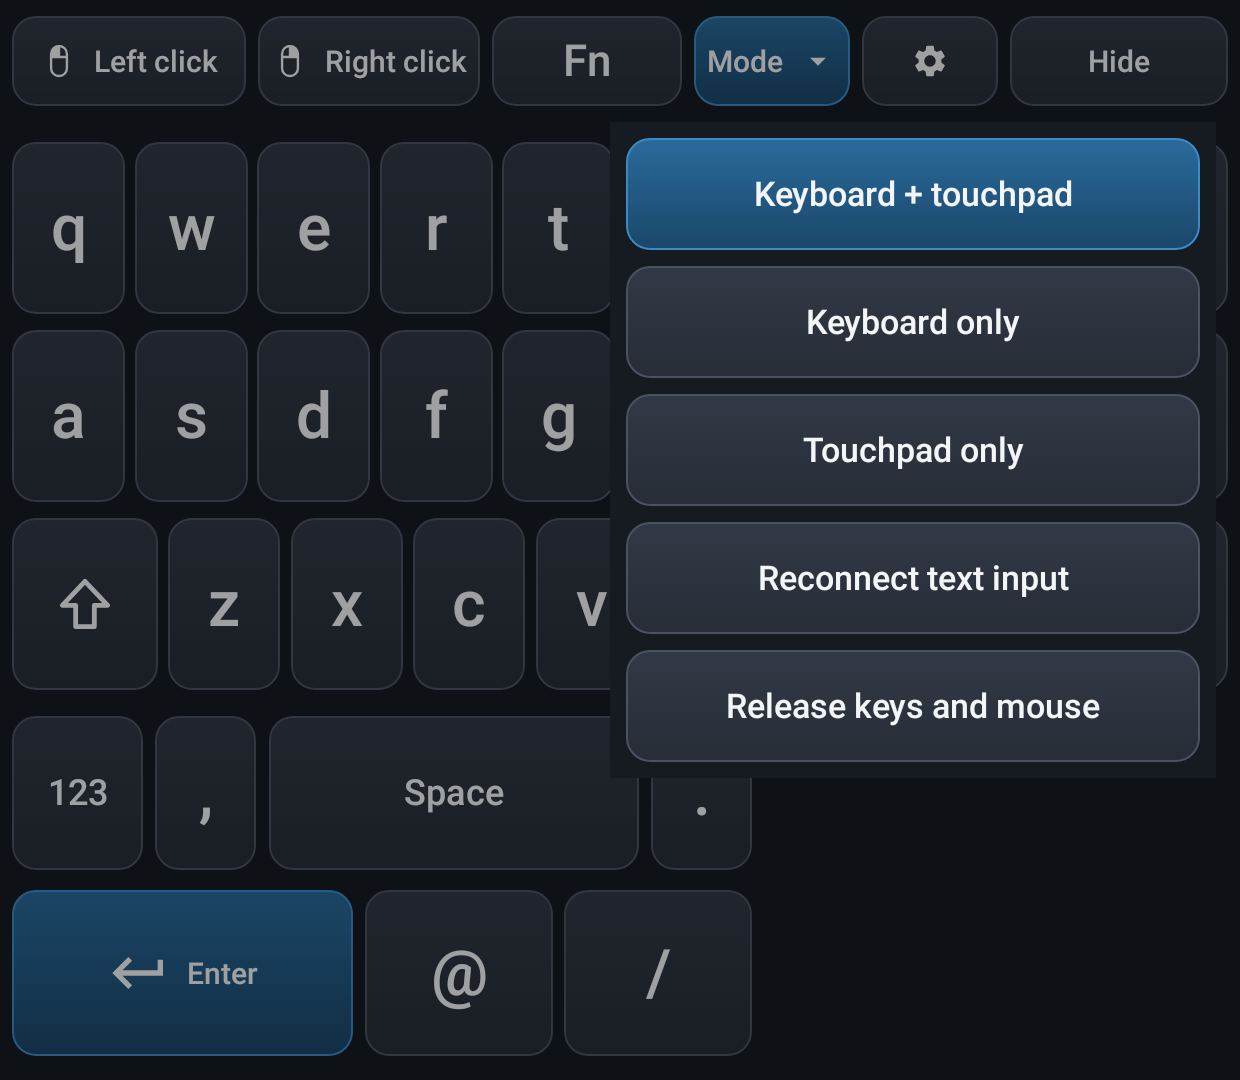 Left click Right click Fn Mode Hide
q w e r t
Keyboard + touchpad
Keyboard only
a s d f g
Touchpad only
z x c v
Reconnect text input
Release keys and mouse
123 , Space .
Enter @ /